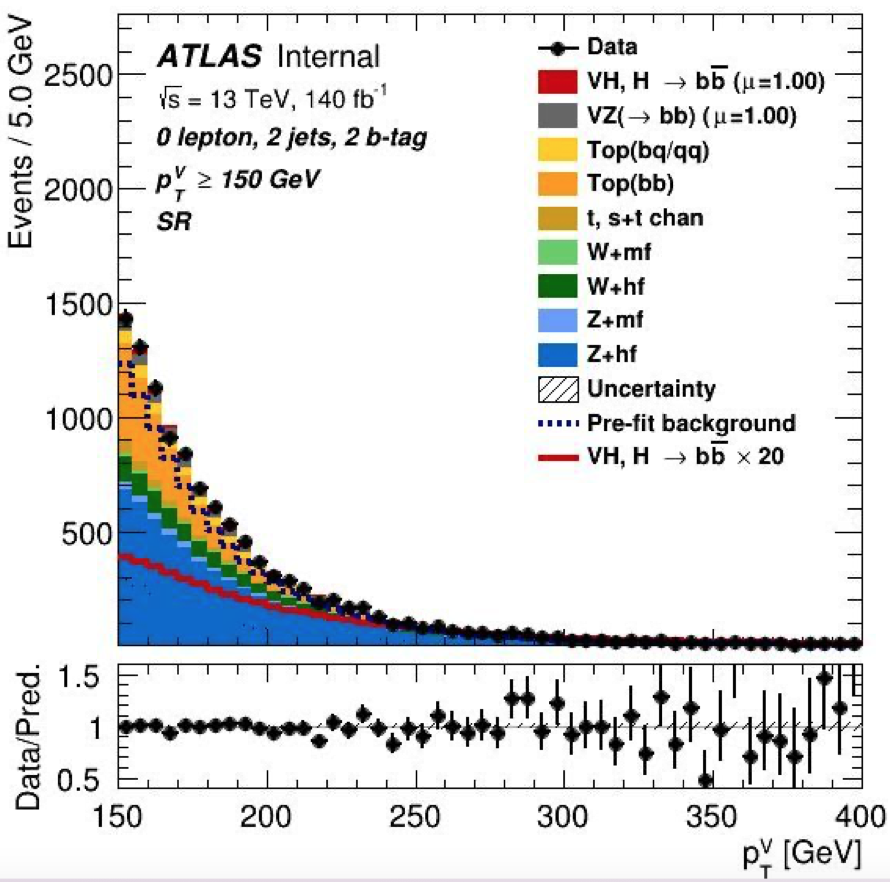 ATLAS Internal
√s = 13 TeV, 140 fb⁻¹
0 lepton, 2 jets, 2 b-tag
p_T^V ≥ 150 GeV
SR
Data
VH, H → bb̅ (μ=1.00)
VZ(→ bb) (μ=1.00)
Top(bq/qq)
Top(bb)
t, s+t chan
W+mf
W+hf
Z+mf
Z+hf
Uncertainty
Pre-fit background
VH, H → bb̅ × 20
Events / 5.0 GeV
2500
2000
1500
1000
500
Data/Pred.
1.5
1
0.5
150 200 250 300 350 400
p_T^V [GeV]